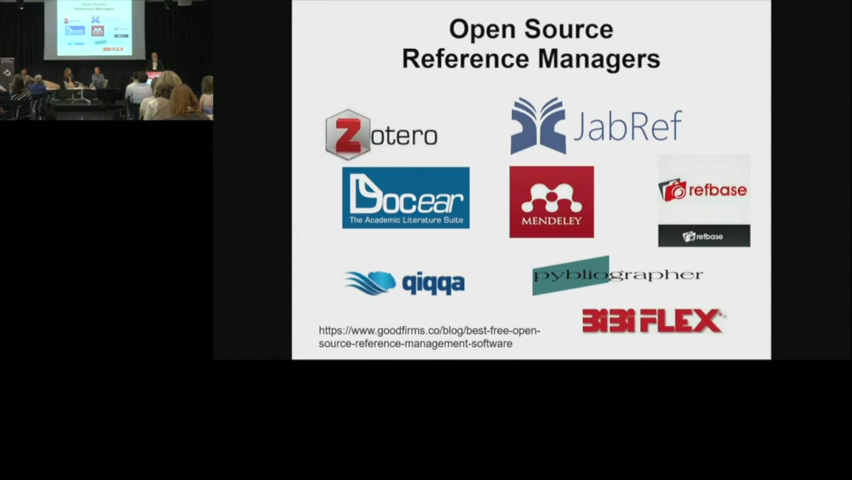 Open Source
Reference Managers
Zotero
JabRef
Docear
The Academic Literature Suite
MENDELEY
refbase
refbase
qiqqa
pybliographer
BIBIFLEX
https://www.goodfirms.co/blog/best-free-open-
source-reference-management-software